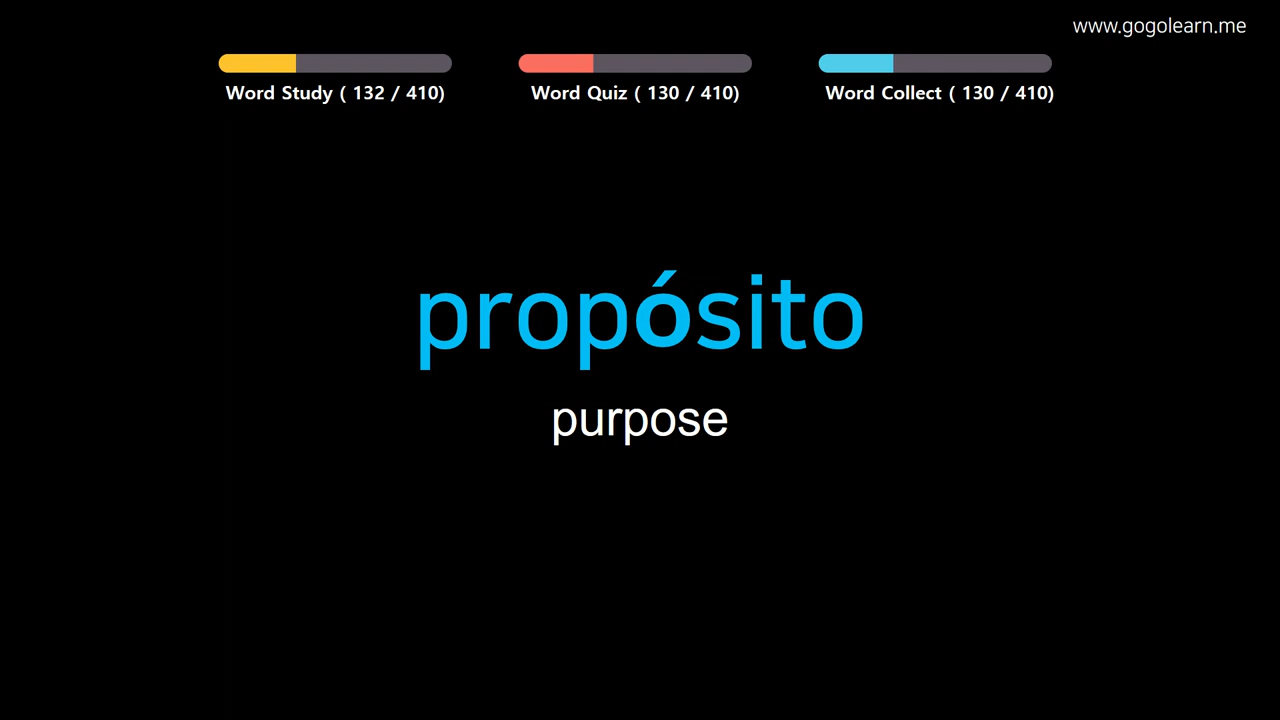 www.gogolearn.me
Word Study ( 132 / 410)
Word Quiz ( 130 / 410)
Word Collect ( 130 / 410)
propósito
purpose